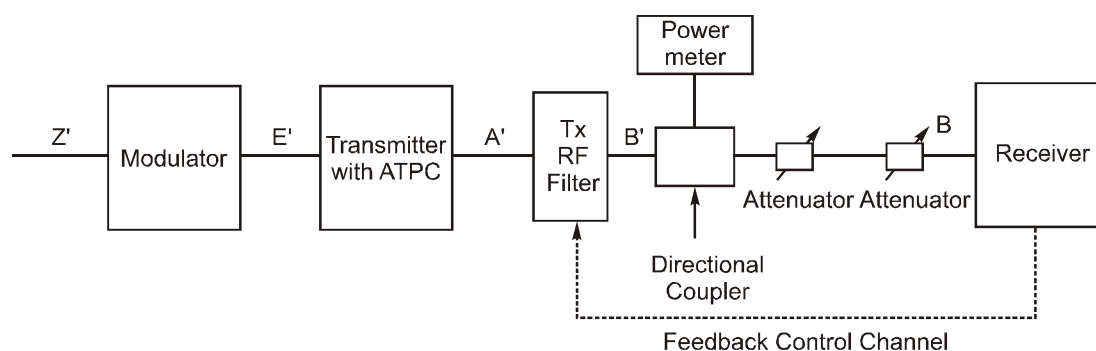 Power
meter
Z'
Modulator
E'
Transmitter
with ATPC
A'
Tx
RF
Filter
B'
Attenuator
Attenuator
B
Receiver
Directional
Coupler
Feedback Control Channel